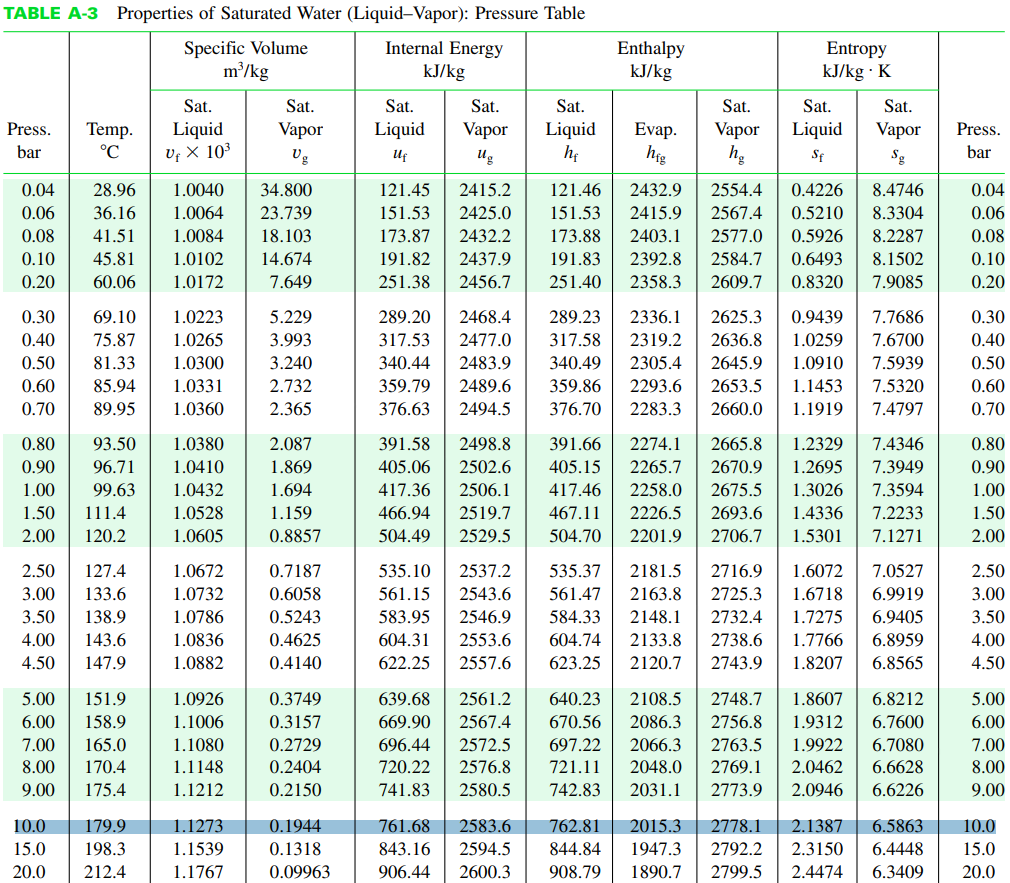 TABLE A-3 Properties of Saturated Water (Liquid–Vapor): Pressure Table
Specific Volume Internal Energy Enthalpy Entropy
m³/kg kJ/kg kJ/kg kJ/kg · K
Sat. Sat. Sat. Sat. Sat. Sat. Sat. Sat.
Press. Temp. Liquid Vapor Liquid Vapor Liquid Evap. Vapor Liquid Vapor Press.
bar °C vf × 10³ vg uf ug hf hfg hg sf sg bar
0.04 28.96 1.0040 34.800 121.45 2415.2 121.46 2432.9 2554.4 0.4226 8.4746 0.04
0.06 36.16 1.0064 23.739 151.53 2425.0 151.53 2415.9 2567.4 0.5210 8.3304 0.06
0.08 41.51 1.0084 18.103 173.87 2432.2 173.88 2403.1 2577.0 0.5926 8.2287 0.08
0.10 45.81 1.0102 14.674 191.82 2437.9 191.83 2392.8 2584.7 0.6493 8.1502 0.10
0.20 60.06 1.0172 7.649 251.38 2456.7 251.40 2358.3 2609.7 0.8320 7.9085 0.20
0.30 69.10 1.0223 5.229 289.20 2468.4 289.23 2336.1 2625.3 0.9439 7.7686 0.30
0.40 75.87 1.0265 3.993 317.53 2477.0 317.58 2319.2 2636.8 1.0259 7.6700 0.40
0.50 81.33 1.0300 3.240 340.44 2483.9 340.49 2305.4 2645.9 1.0910 7.5939 0.50
0.60 85.94 1.0331 2.732 359.79 2489.6 359.86 2293.6 2653.5 1.1453 7.5320 0.60
0.70 89.95 1.0360 2.365 376.63 2494.5 376.70 2283.3 2660.0 1.1919 7.4797 0.70
0.80 93.50 1.0380 2.087 391.58 2498.8 391.66 2274.1 2665.8 1.2329 7.4346 0.80
0.90 96.71 1.0410 1.869 405.06 2502.6 405.15 2265.7 2670.9 1.2695 7.3949 0.90
1.00 99.63 1.0432 1.694 417.36 2506.1 417.46 2258.0 2675.5 1.3026 7.3594 1.00
1.50 111.4 1.0528 1.159 466.94 2519.7 467.11 2226.5 2693.6 1.4336 7.2233 1.50
2.00 120.2 1.0605 0.8857 504.49 2529.5 504.70 2201.9 2706.7 1.5301 7.1271 2.00
2.50 127.4 1.0672 0.7187 535.10 2537.2 535.37 2181.5 2716.9 1.6072 7.0527 2.50
3.00 133.6 1.0732 0.6058 561.15 2543.6 561.47 2163.8 2725.3 1.6718 6.9919 3.00
3.50 138.9 1.0786 0.5243 583.95 2546.9 584.33 2148.1 2732.4 1.7275 6.9405 3.50
4.00 143.6 1.0836 0.4625 604.31 2553.6 604.74 2133.8 2738.6 1.7766 6.8959 4.00
4.50 147.9 1.0882 0.4140 622.25 2557.6 623.25 2120.7 2743.9 1.8207 6.8565 4.50
5.00 151.9 1.0926 0.3749 639.68 2561.2 640.23 2108.5 2748.7 1.8607 6.8212 5.00
6.00 158.9 1.1006 0.3157 669.90 2567.4 670.56 2086.3 2756.8 1.9312 6.7600 6.00
7.00 165.0 1.1080 0.2729 696.44 2572.5 697.22 2066.3 2763.5 1.9922 6.7080 7.00
8.00 170.4 1.1148 0.2404 720.22 2576.8 721.11 2048.0 2769.1 2.0462 6.6628 8.00
9.00 175.4 1.1212 0.2150 741.83 2580.5 742.83 2031.1 2773.9 2.0946 6.6226 9.00
10.0 179.9 1.1273 0.1944 761.68 2583.6 762.81 2015.3 2778.1 2.1387 6.5863 10.0
15.0 198.3 1.1539 0.1318 843.16 2594.5 844.84 1947.3 2792.2 2.3150 6.4448 15.0
20.0 212.4 1.1767 0.09963 906.44 2600.3 908.79 1890.7 2799.5 2.4474 6.3409 20.0